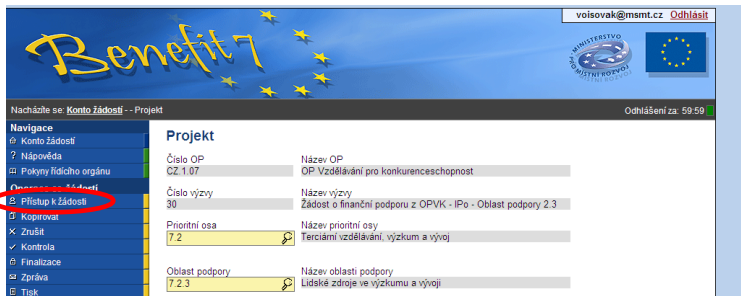 voisovak@msmt.cz Odhlásit
Benefit7
MINISTERSTVO
PRO MÍSTNÍ ROZVOJ
Nacházíte se: Konto žádostí - - Projekt
Odhlášení za: 59:59
Navigace
Konto žádostí
? Nápověda
Pokyny řídícího orgánu
Operace se žádostí
Přístup k žádosti
Kopírovat
Zrušit
Kontrola
Finalizace
Zpráva
Tisk
Projekt
Číslo OP
Název OP
CZ.1.07
OP Vzdělávání pro konkurenceschopnost
Číslo výzvy
Název výzvy
30
Žádost o finanční podporu z OPVK - IPo - Oblast podpory 2.3
Prioritní osa
Název prioritní osy
7.2
Terciární vzdělávání, výzkum a vývoj
Oblast podpory
Název oblasti podpory
7.2.3
Lidské zdroje ve výzkumu a vývoji